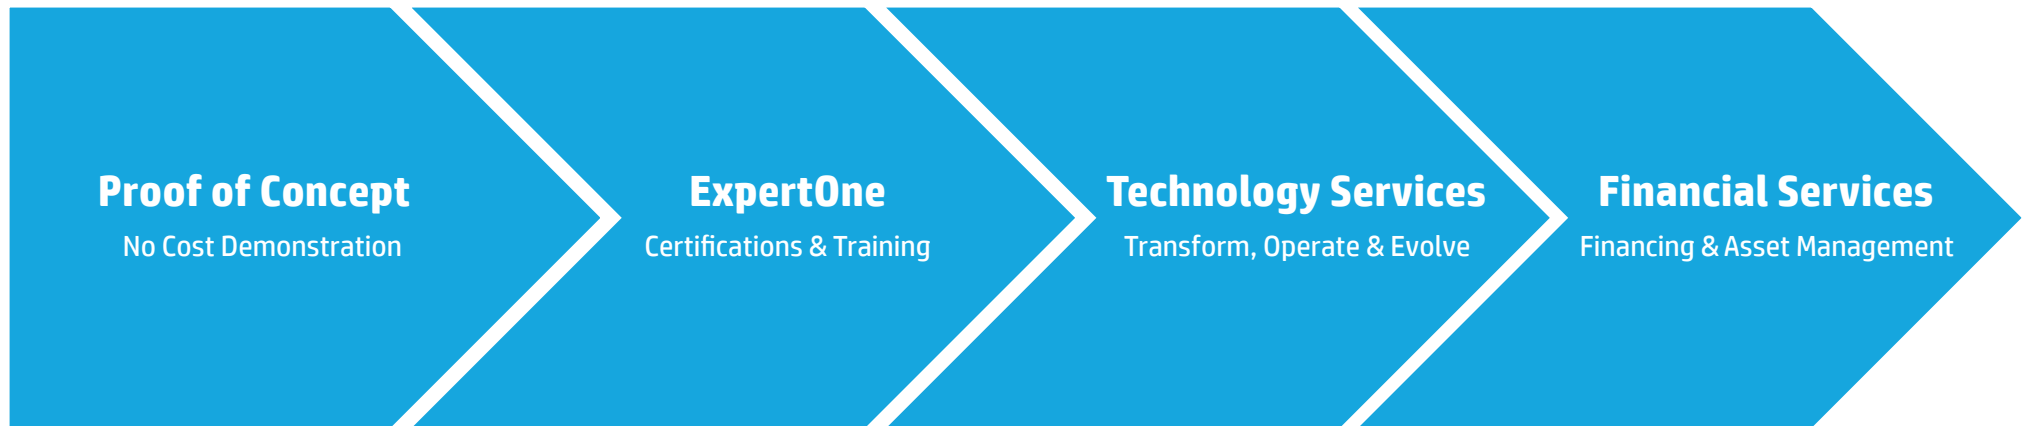 Proof of Concept
No Cost Demonstration
ExpertOne
Certifications & Training
Technology Services
Transform, Operate & Evolve
Financial Services
Financing & Asset Management